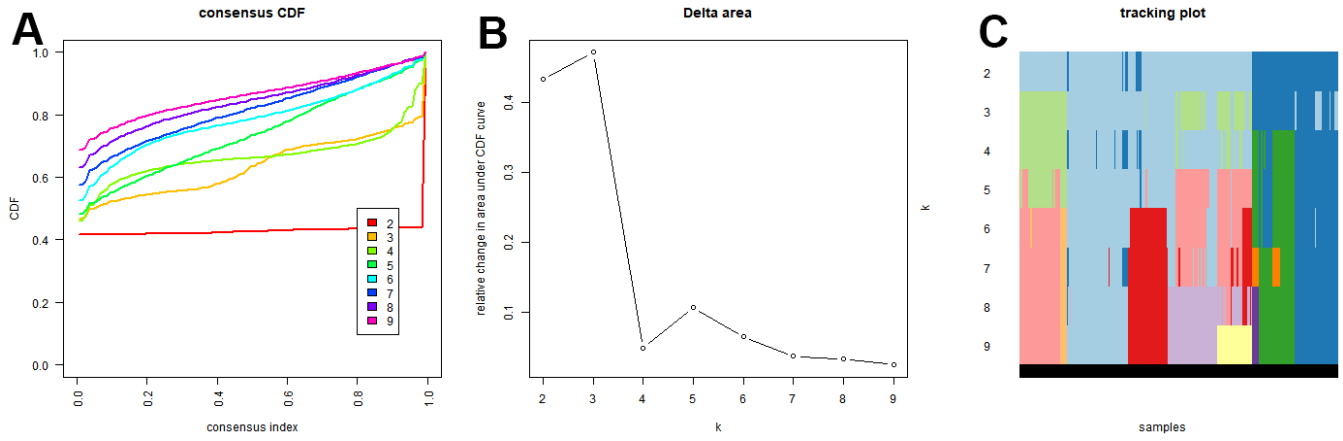 A
consensus CDF
CDF
1.0
0.8
0.6
0.4
0.2
0.0
2
3
4
5
6
7
8
9
0.0 0.2 0.4 0.6 0.8 1.0
consensus index
B
Delta area
relative change in area under CDF curve
0.4
0.3
0.2
0.1
2 3 4 5 6 7 8 9
k
C
tracking plot
k
2
3
4
5
6
7
8
9
samples